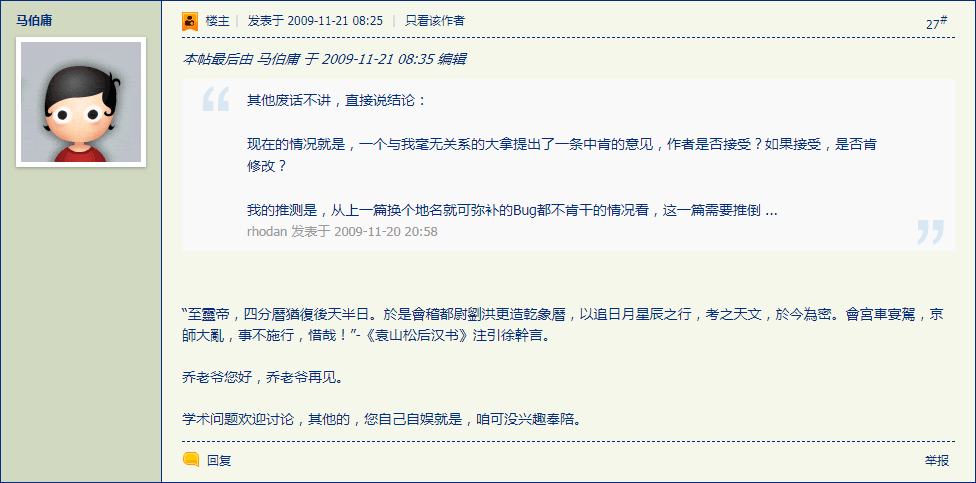 马伯庸
楼主 | 发表于 2009-11-21 08:25 | 只看该作者
27#
本帖最后由 马伯庸 于 2009-11-21 08:35 编辑
“
其他废话不讲，直接说结论：
现在的情况就是，一个与我毫无关系的大拿提出了一条中肯的意见，作者是否接受？如果接受，是否肯
修改？
我的推测是，从上一篇换个地名就可弥补的Bug都不肯干的情况看，这一篇需要推倒 ...
rhodan 发表于 2009-11-20 20:58
”
“至靈帝，四分曆猶復後天半日。於是會稽都尉劉洪更造乾象曆，以追日月星辰之行，考之天文，於今為密。會宮車宴駕，京
師大亂，事不施行，惜哉！”-《袁山松后汉书》注引徐幹言。
乔老爷您好，乔老爷再见。
学术问题欢迎讨论，其他的，您自己自娱就是，咱可没兴趣奉陪。
回复
举报